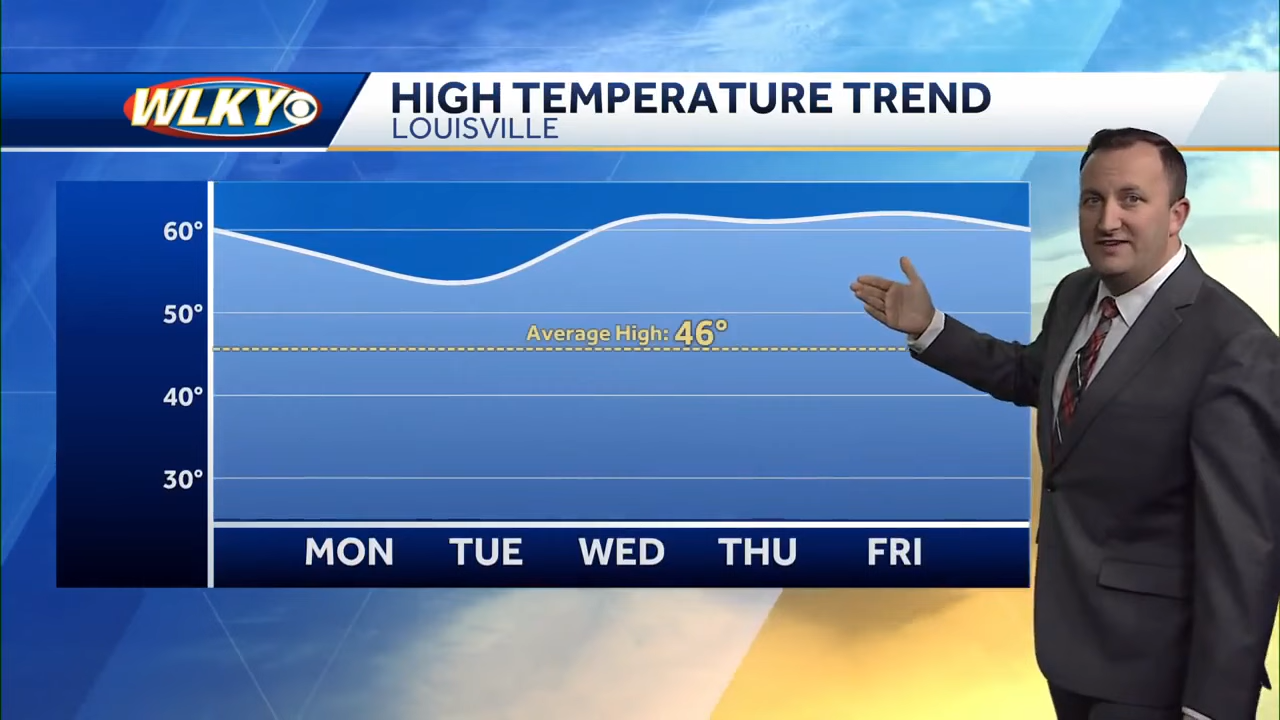 WLKY
HIGH TEMPERATURE TREND
LOUISVILLE
60°
50°
Average High: 46°
40°
30°
MON TUE WED THU FRI